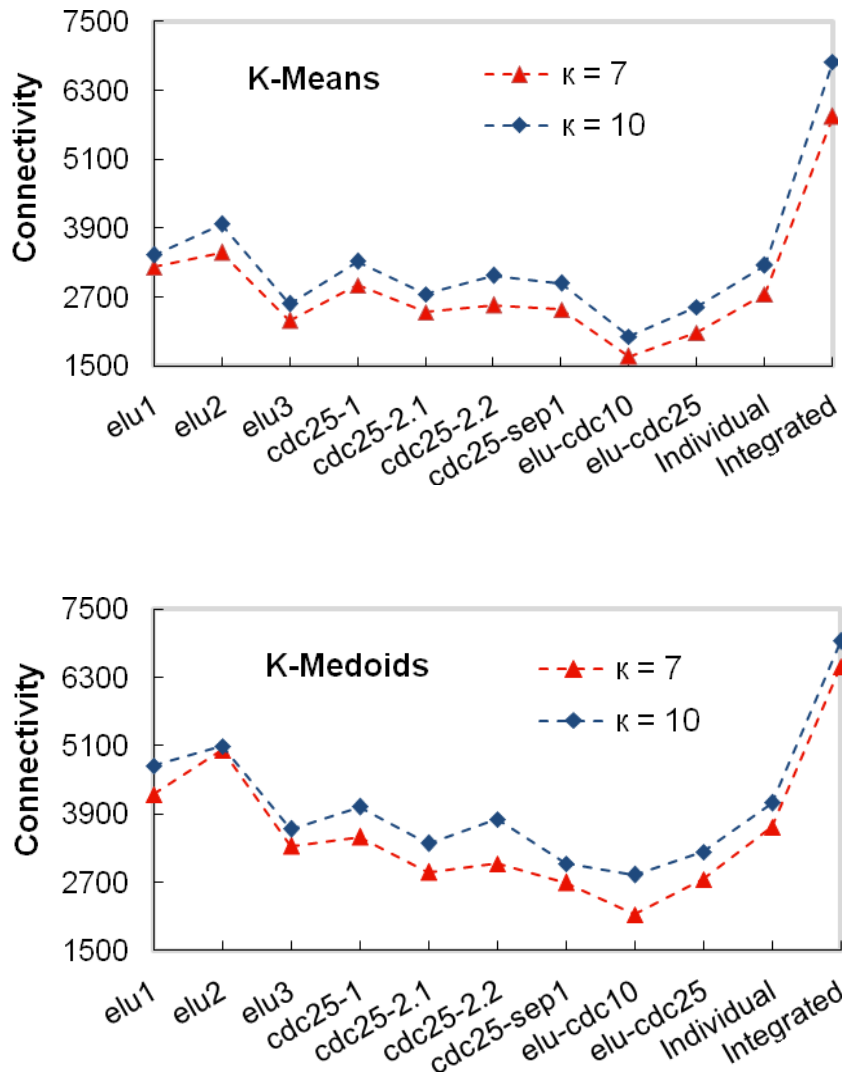 7500
6300
5100
3900
2700
1500
Connectivity
K-Means
κ = 7
κ = 10
elu1
elu2
elu3
cdc25-1
cdc25-2.1
cdc25-2.2
cdc25-sep1
elu-cdc10
elu-cdc25
Individual
Integrated
7500
6300
5100
3900
2700
1500
Connectivity
K-Medoids
κ = 7
κ = 10
elu1
elu2
elu3
cdc25-1
cdc25-2.1
cdc25-2.2
cdc25-sep1
elu-cdc10
elu-cdc25
Individual
Integrated